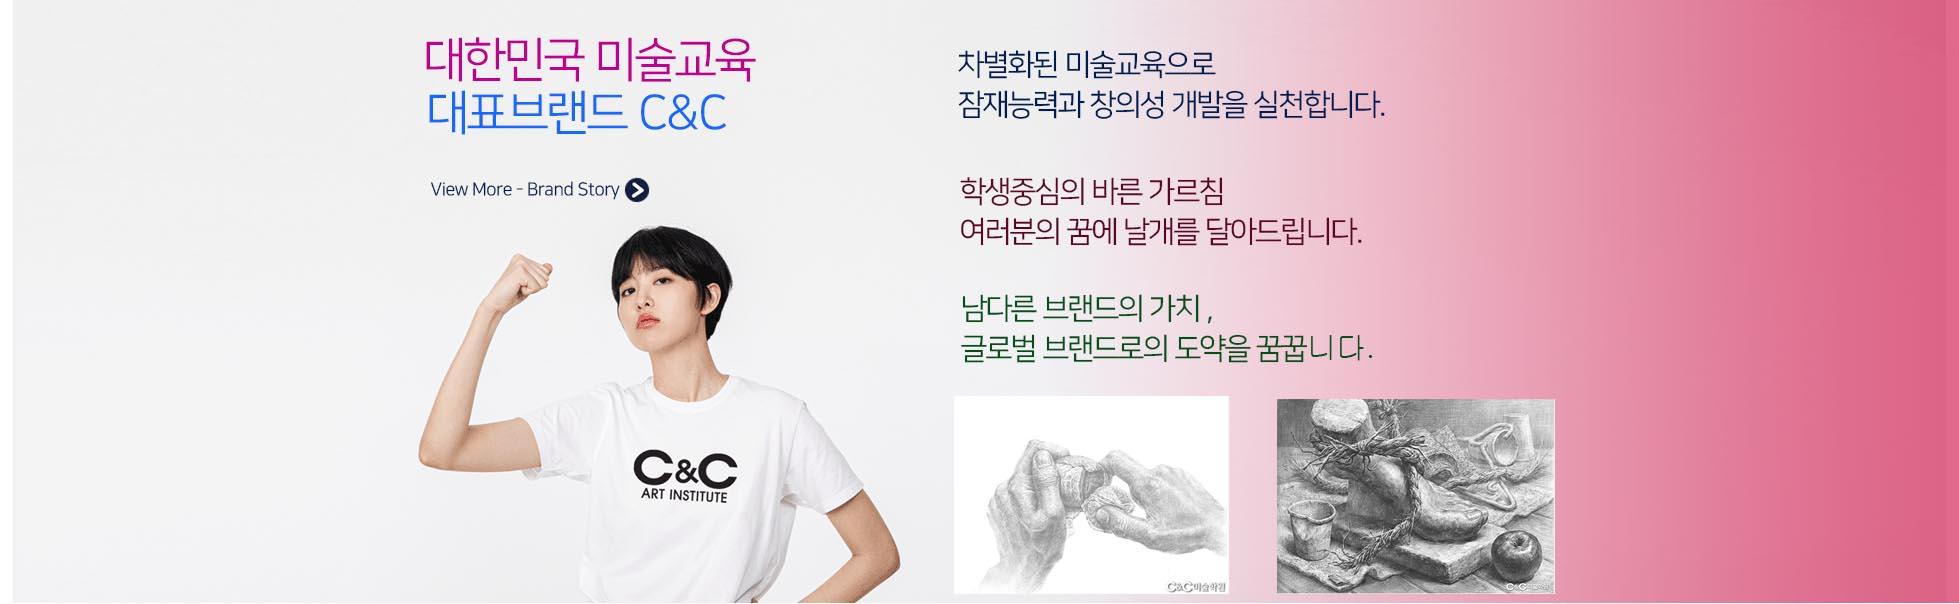 대한민국 미술교육
대표브랜드 C&C
View More - Brand Story
C&C
ART INSTITUTE
차별화된 미술교육으로
잠재능력과 창의성 개발을 실천합니다.
학생중심의 바른 가르침
여러분의 꿈에 날개를 달아드립니다.
남다른 브랜드의 가치 ,
글로벌 브랜드로의 도약을 꿈꿉니다.
C&C미술학원
C&C미술학원